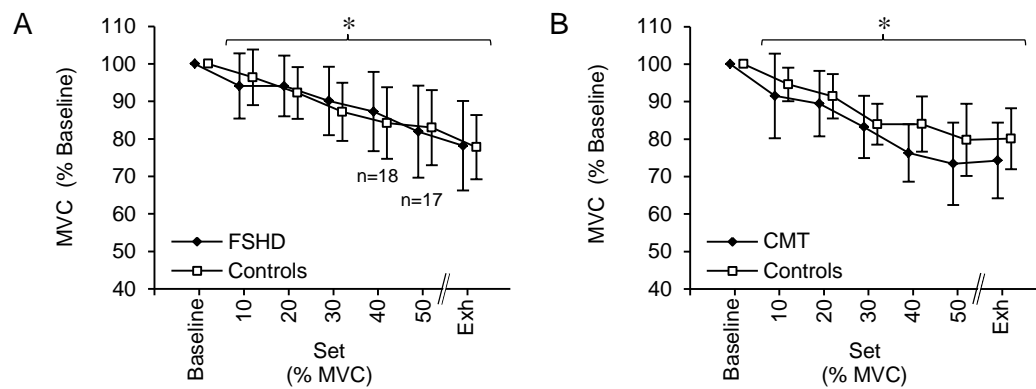 A
*
MVC (% Baseline)
110
100
90
80
70
60
50
40
n=18
n=17
FSHD
Controls
Baseline
10
20
30
40
50
Exh
Set
(% MVC)
B
*
MVC (% Baseline)
110
100
90
80
70
60
50
40
CMT
Controls
Baseline
10
20
30
40
50
Exh
Set
(% MVC)